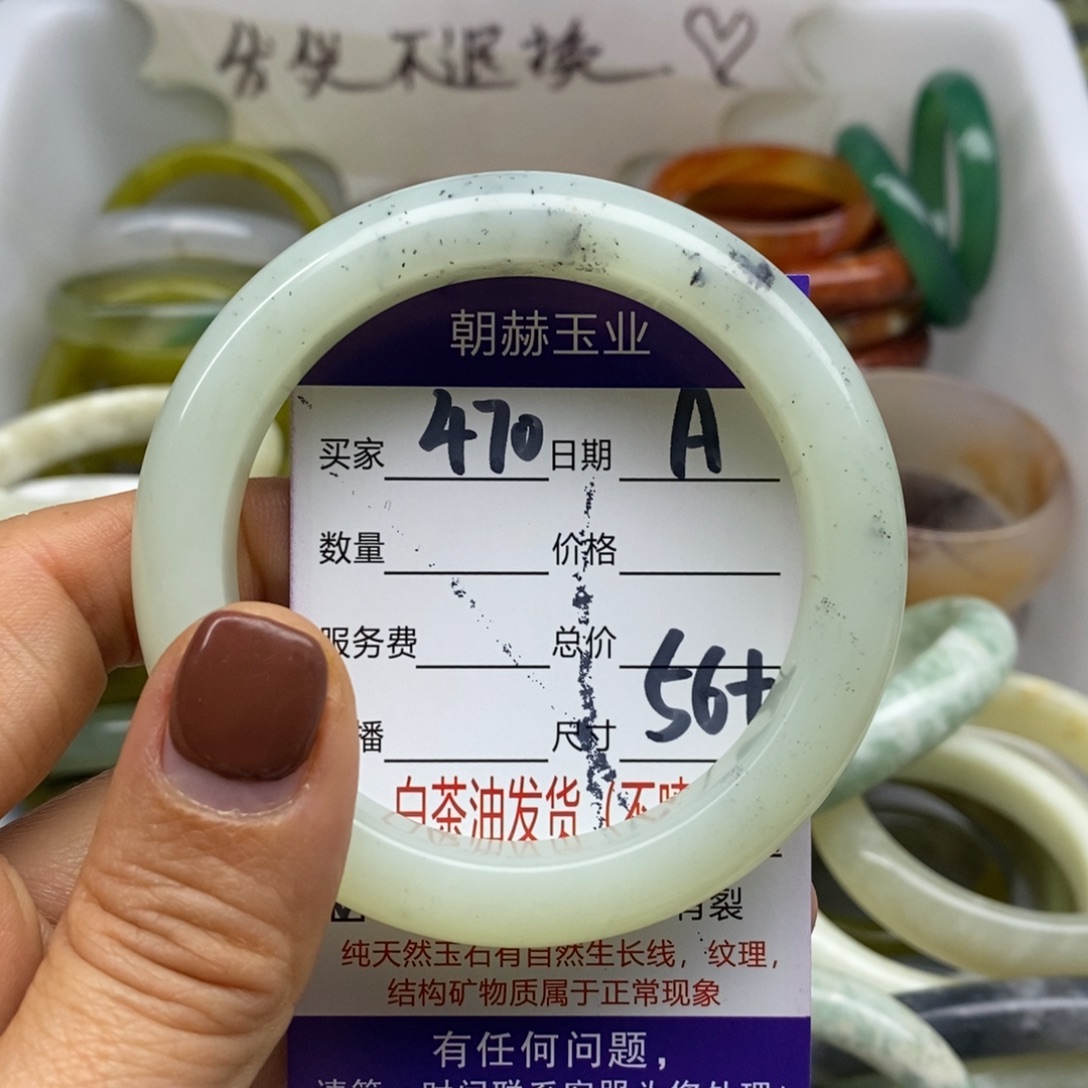 不退换
朝赫玉业
买家 470 日期 A
数量 价格
服务费 总价
播 尺寸 56+
白茶油发货（不
有裂
纯天然玉石有自然生长线，纹理，
结构矿物质属于正常现象
有任何问题，